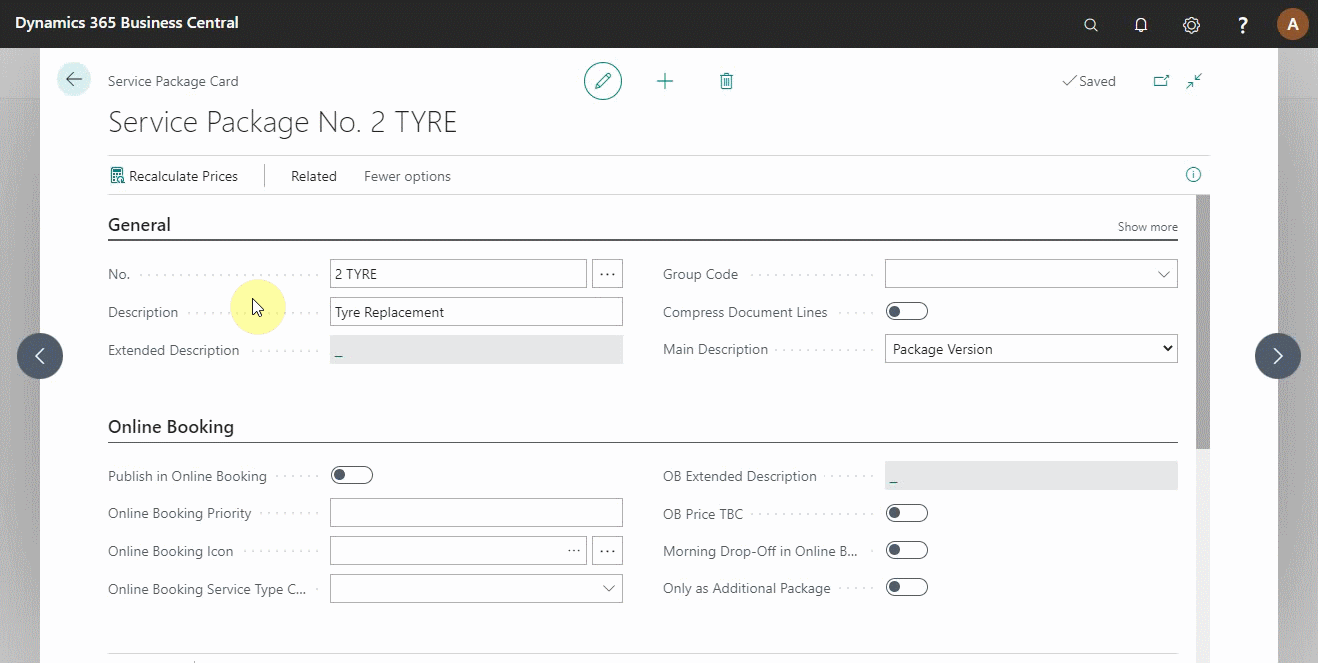 Dynamics 365 Business Central
?
A
Service Package Card
Saved
Service Package No. 2 TYRE
Recalculate Prices
Related
Fewer options
General
Show more
No.
2 TYRE
...
Group Code
Description
Tyre Replacement
Compress Document Lines
Extended Description
_
Main Description
Package Version
Online Booking
Publish in Online Booking
OB Extended Description
_
Online Booking Priority
OB Price TBC
Online Booking Icon
...
...
Morning Drop-Off in Online B...
Online Booking Service Type C...
Only as Additional Package